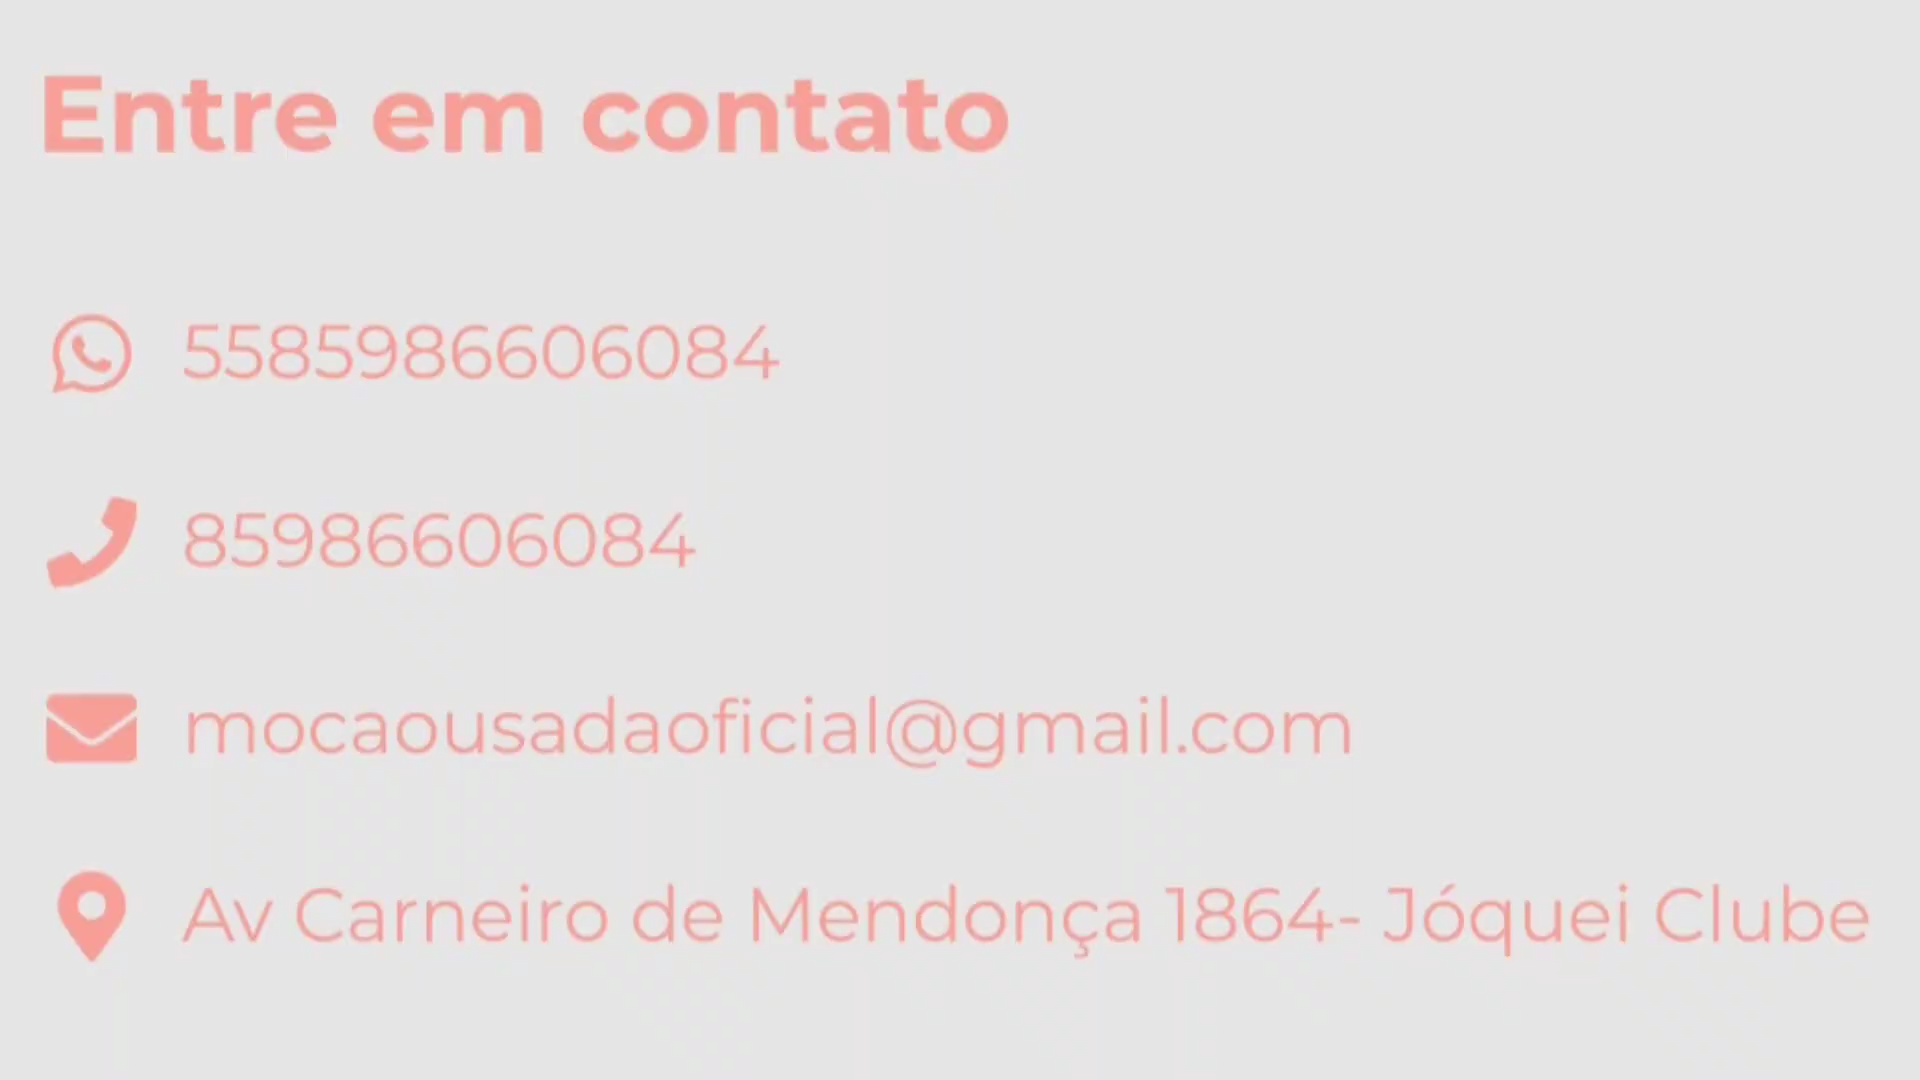 Entre em contato
5585986606084
85986606084
mocaousadaoficial@gmail.com
Av Carneiro de Mendonça 1864- Jóquei Clube